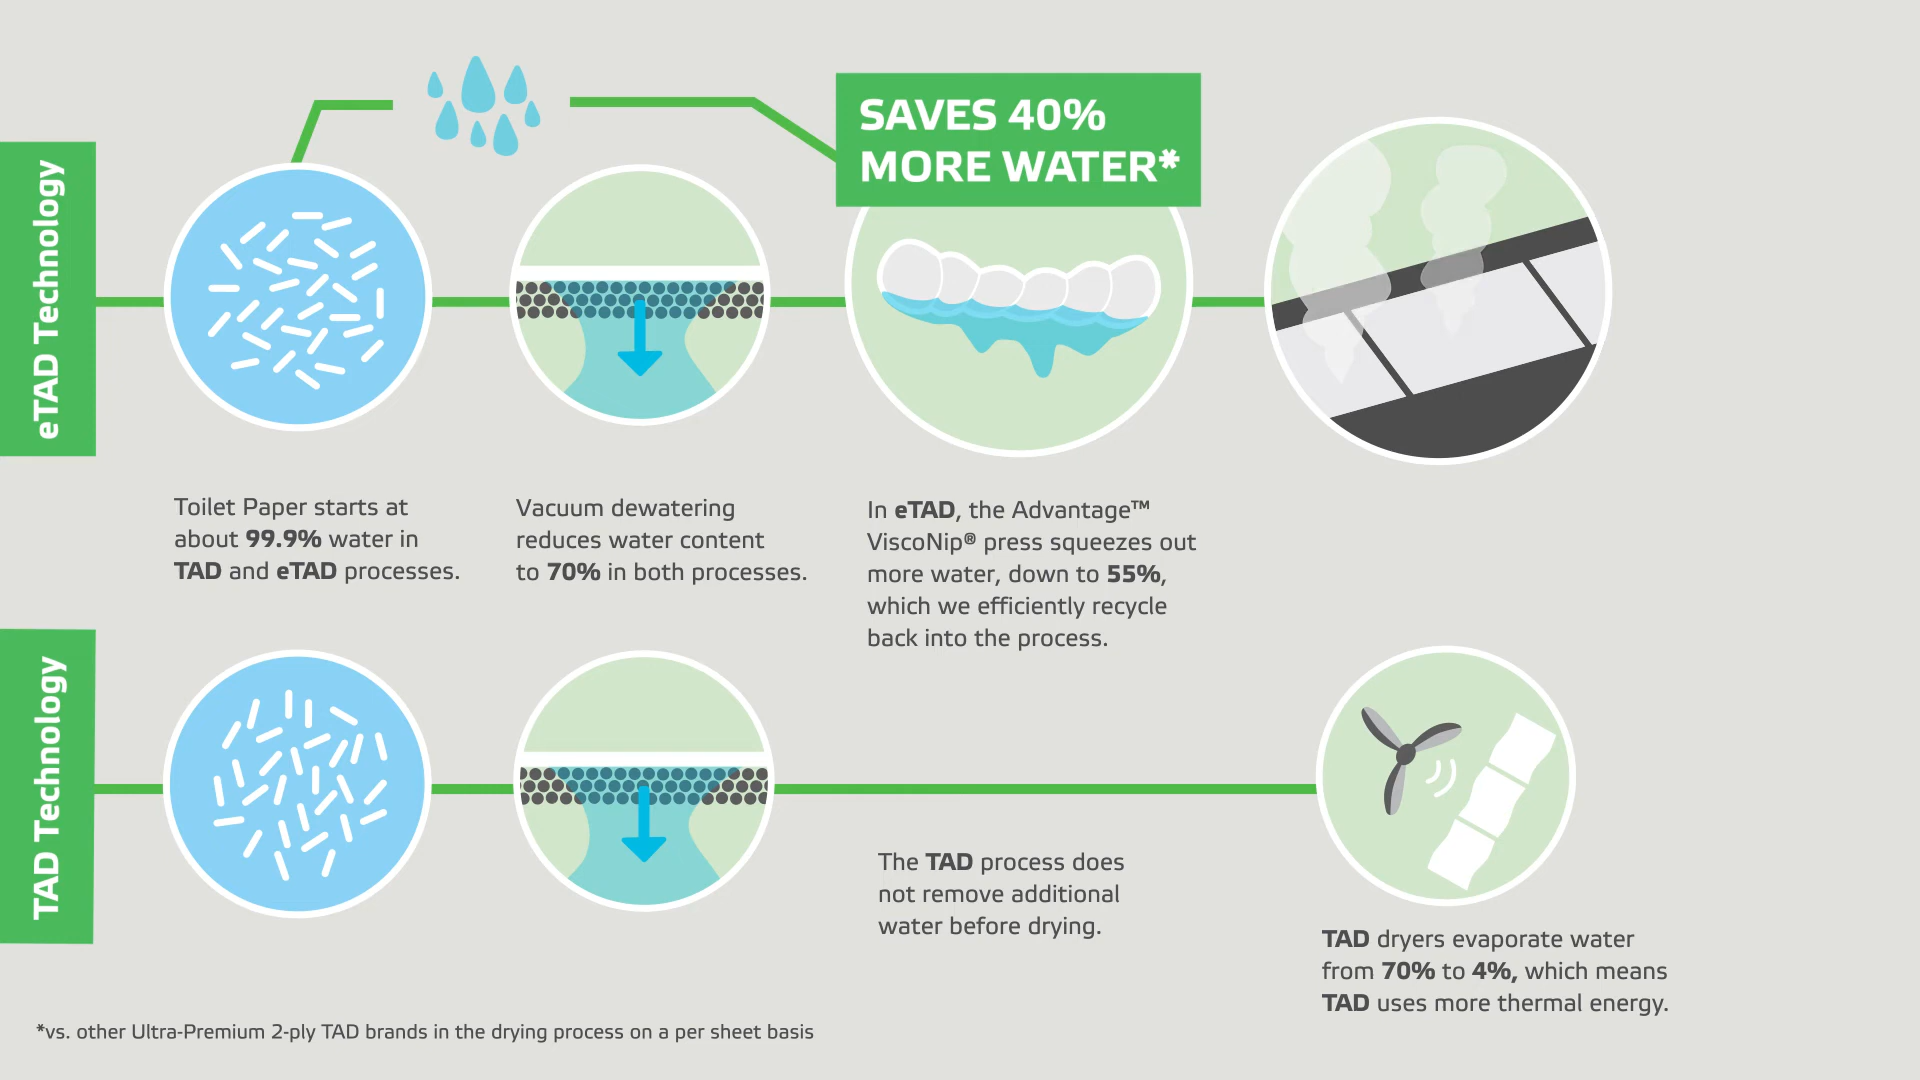 SAVES 40%
MORE WATER*
eTAD Technology
Toilet Paper starts at
about 99.9% water in
TAD and eTAD processes.
Vacuum dewatering
reduces water content
to 70% in both processes.
In eTAD, the Advantage™
ViscoNip® press squeezes out
more water, down to 55%,
which we efficiently recycle
back into the process.
TAD Technology
The TAD process does
not remove additional
water before drying.
TAD dryers evaporate water
from 70% to 4%, which means
TAD uses more thermal energy.
*vs. other Ultra-Premium 2-ply TAD brands in the drying process on a per sheet basis